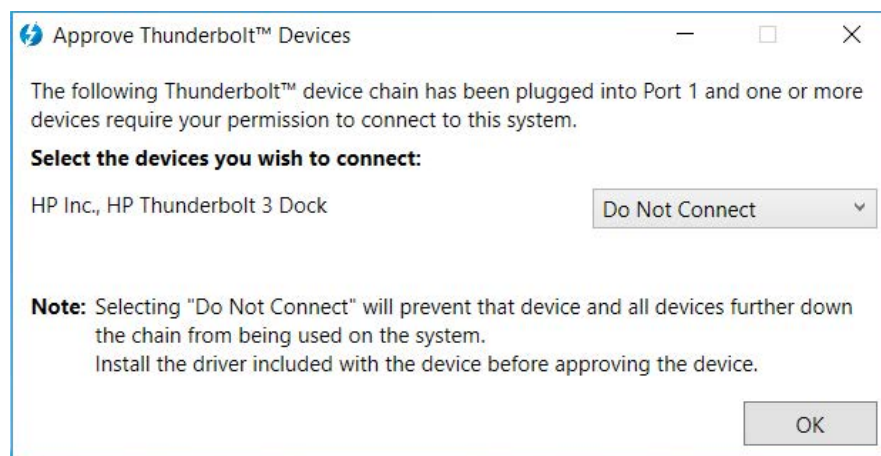 Approve Thunderbolt™ Devices
The following Thunderbolt™ device chain has been plugged into Port 1 and one or more
devices require your permission to connect to this system.
Select the devices you wish to connect:
HP Inc., HP Thunderbolt 3 Dock
Do Not Connect
Note: Selecting "Do Not Connect" will prevent that device and all devices further down
the chain from being used on the system.
Install the driver included with the device before approving the device.
OK